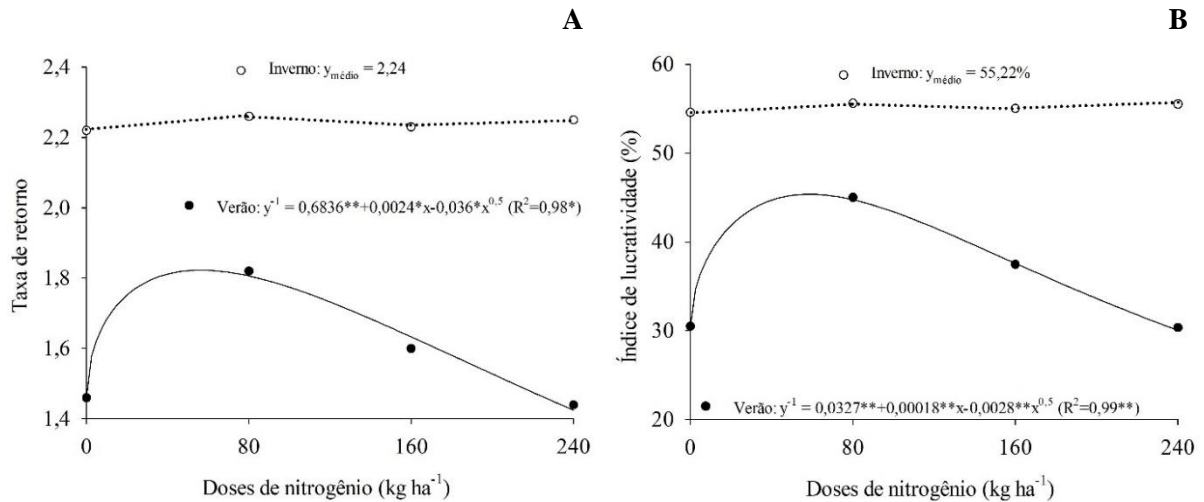 A
Inverno: y_médio = 2,24
Verão: y⁻¹ = 0,6836**+0,0024*x-0,036*x⁰,⁵ (R²=0,98*)
Taxa de retorno
2,4
2,2
2,0
1,8
1,6
1,4
0 80 160 240
Doses de nitrogênio (kg ha⁻¹)
B
Inverno: y_médio = 55,22%
Verão: y⁻¹ = 0,0327**+0,00018**x-0,0028**x⁰,⁵ (R²=0,99**)
Índice de lucratividade (%)
60
50
40
30
20
0 80 160 240
Doses de nitrogênio (kg ha⁻¹)